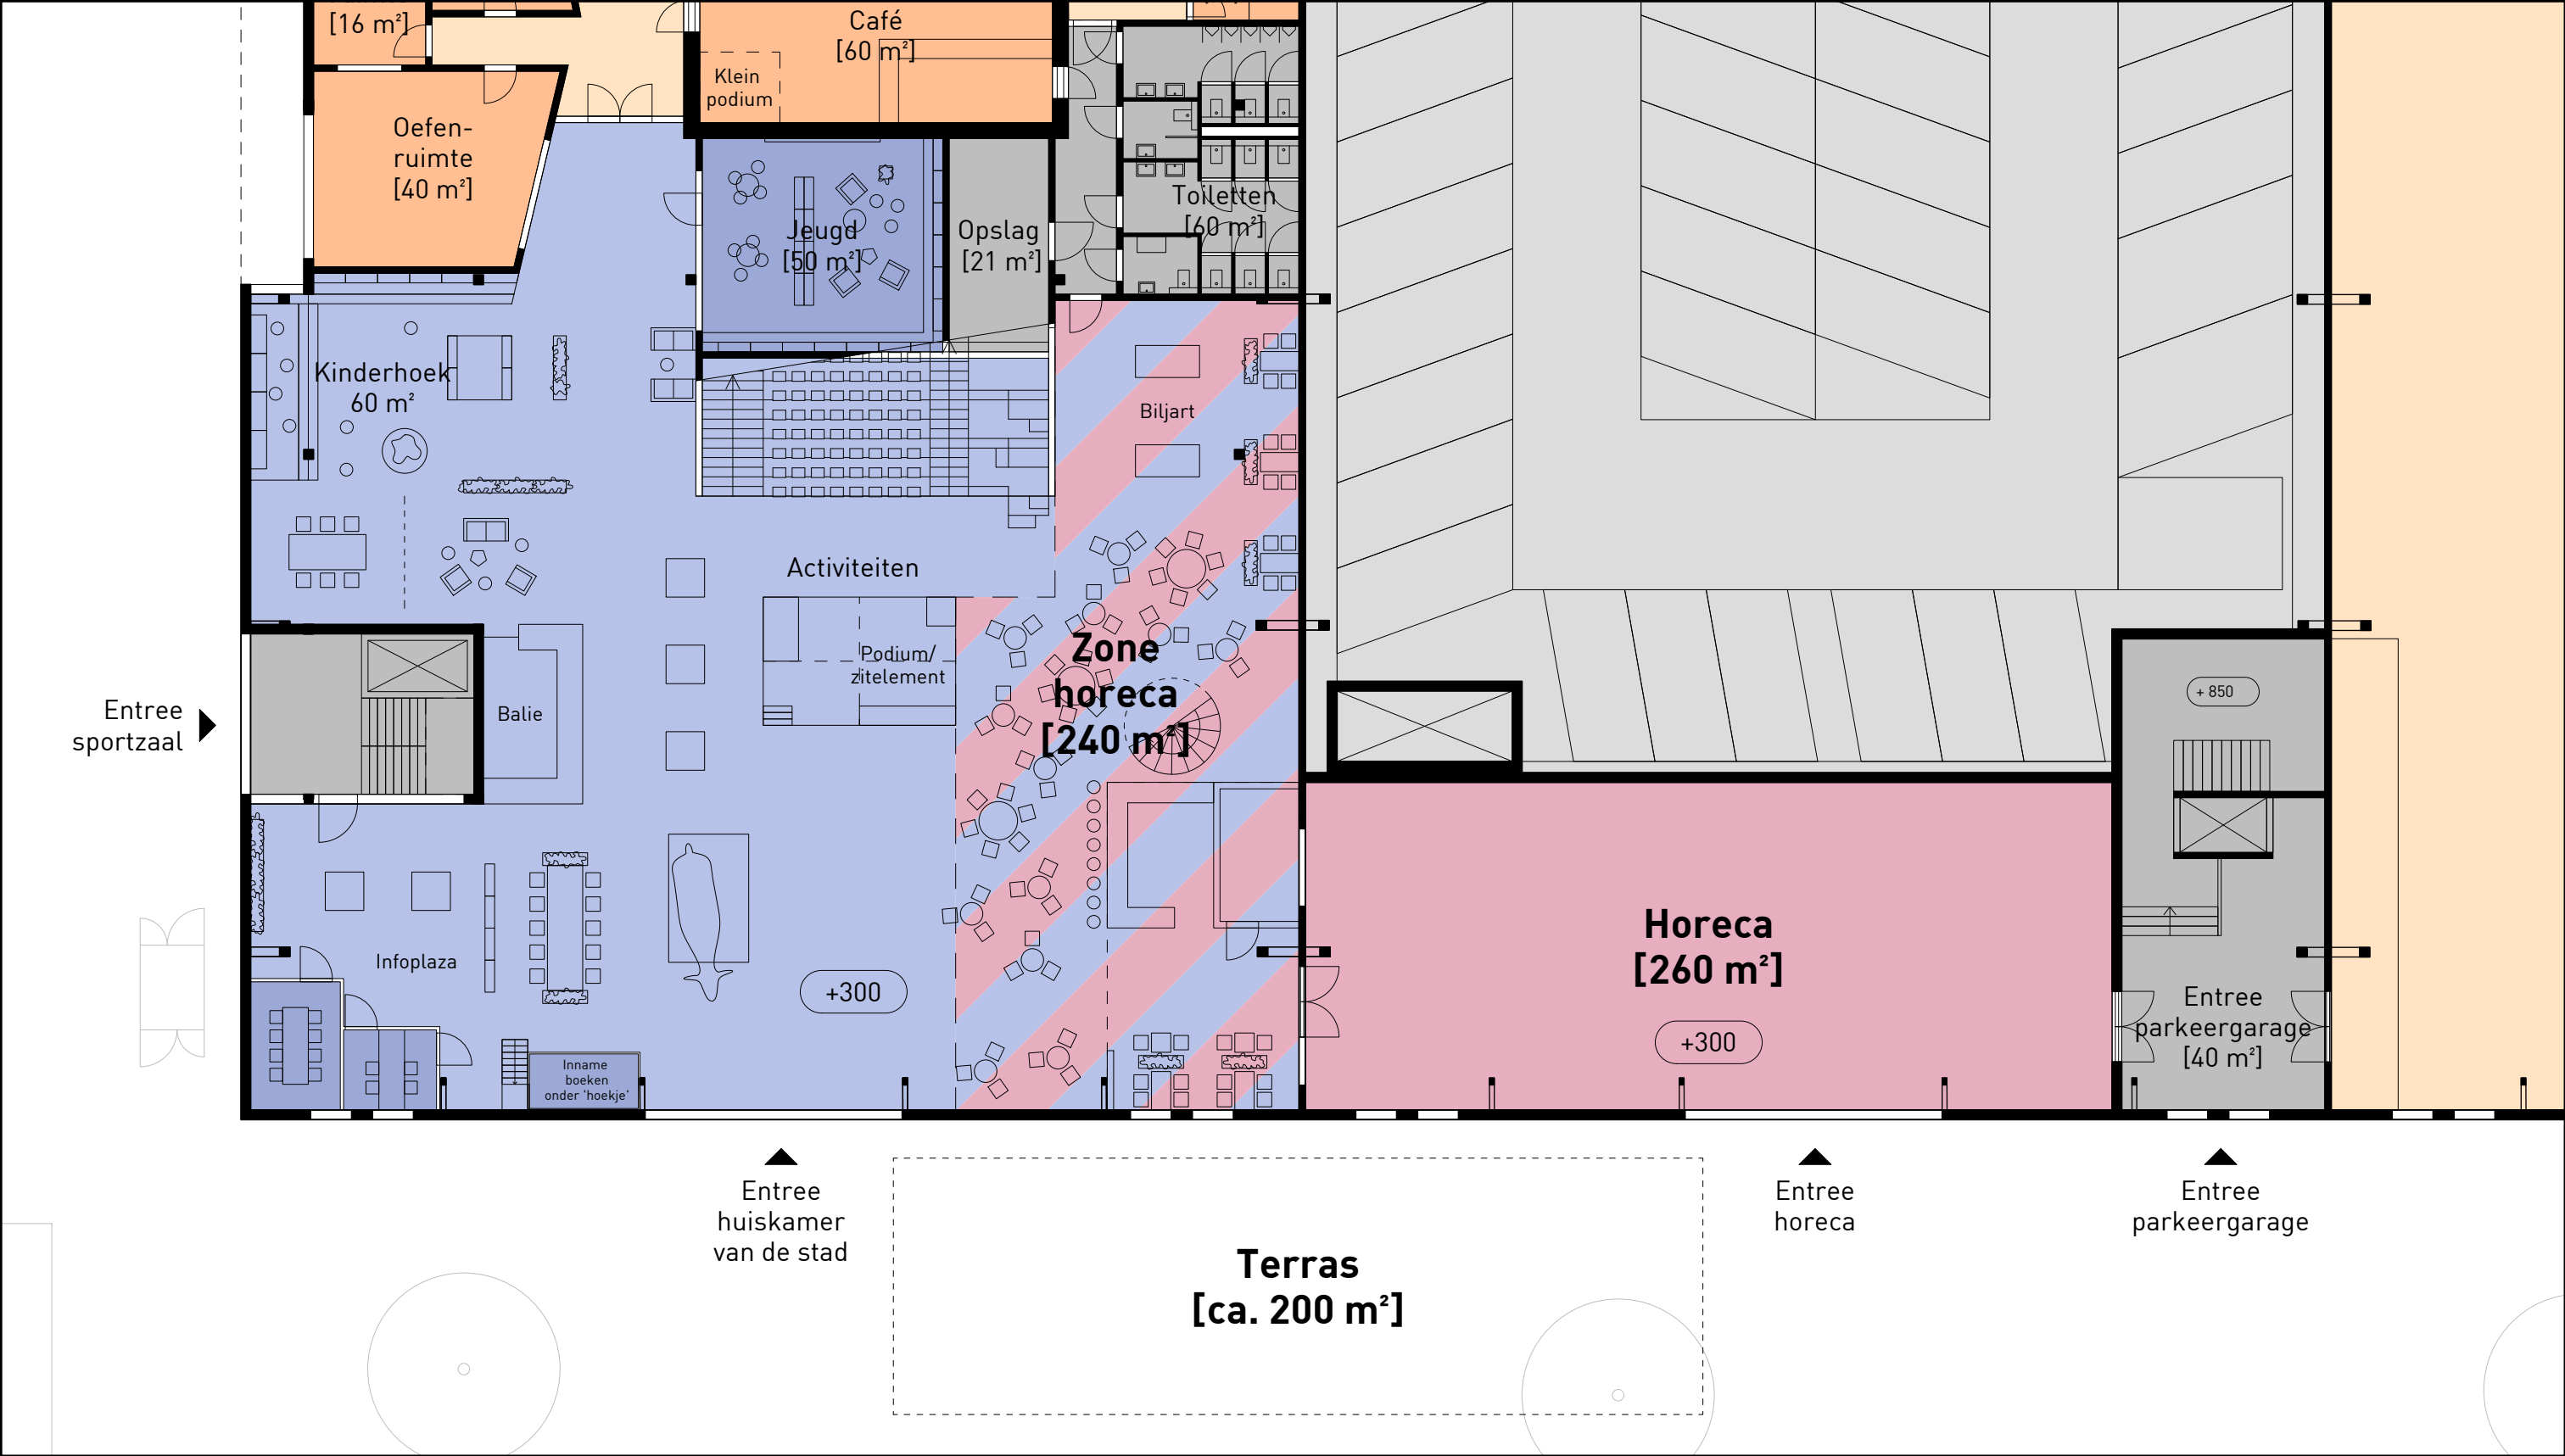 [16 m²]
Café
[60 m²]
Klein
podium
Oefen-
ruimte
[40 m²]
Jeugd
[50 m²]
Opslag
[21 m²]
Toiletten
[60 m²]
Kinderhoek
60 m²
Biljart
Activiteiten
Podium/
zitelement
Zone
horeca
[240 m²]
Entree
sportzaal
Balie
+ 850
Infoplaza
+300
Horeca
[260 m²]
+300
Entree
parkeergarage
[40 m²]
Inname
boeken
onder 'hoekje'
Entree
huiskamer
van de stad
Entree
horeca
Entree
parkeergarage
Terras
[ca. 200 m²]